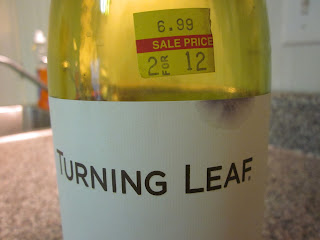 6.99
SALE PRICE
2 FOR 12
TURNING LEAF®